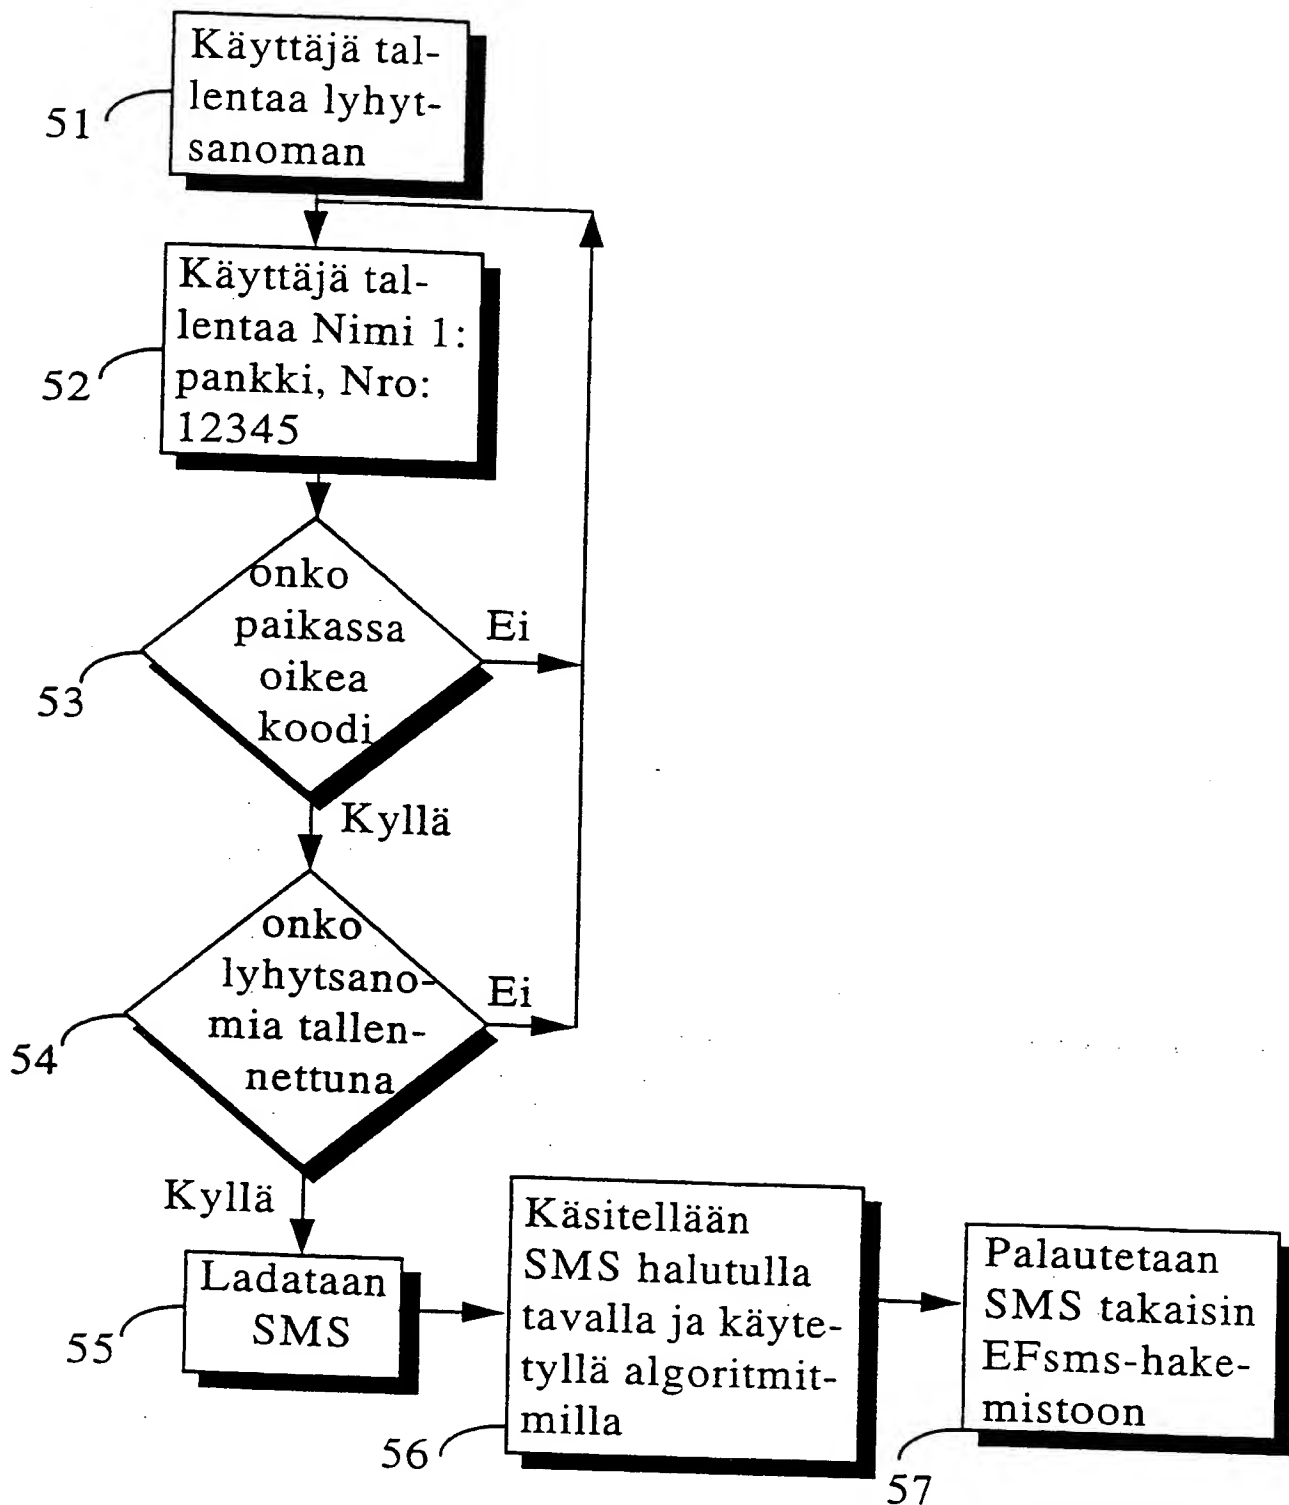 Käyttäjä tal-
lentaa lyhyt-
sanoman
51
Käyttäjä tal-
lentaa Nimi 1:
pankki, Nro:
12345
52
onko
paikassa
oikea
koodi
Ei
53
Kyllä
onko
lyhytsano-
mia tallen-
nettuna
Ei
54
Kyllä
Ladataan
SMS
55
Käsitellään
SMS halutulla
tavalla ja käyte-
tyllä algoritmit-
milla
56
Palautetaan
SMS takaisin
EFsms-hake-
mistoon
57